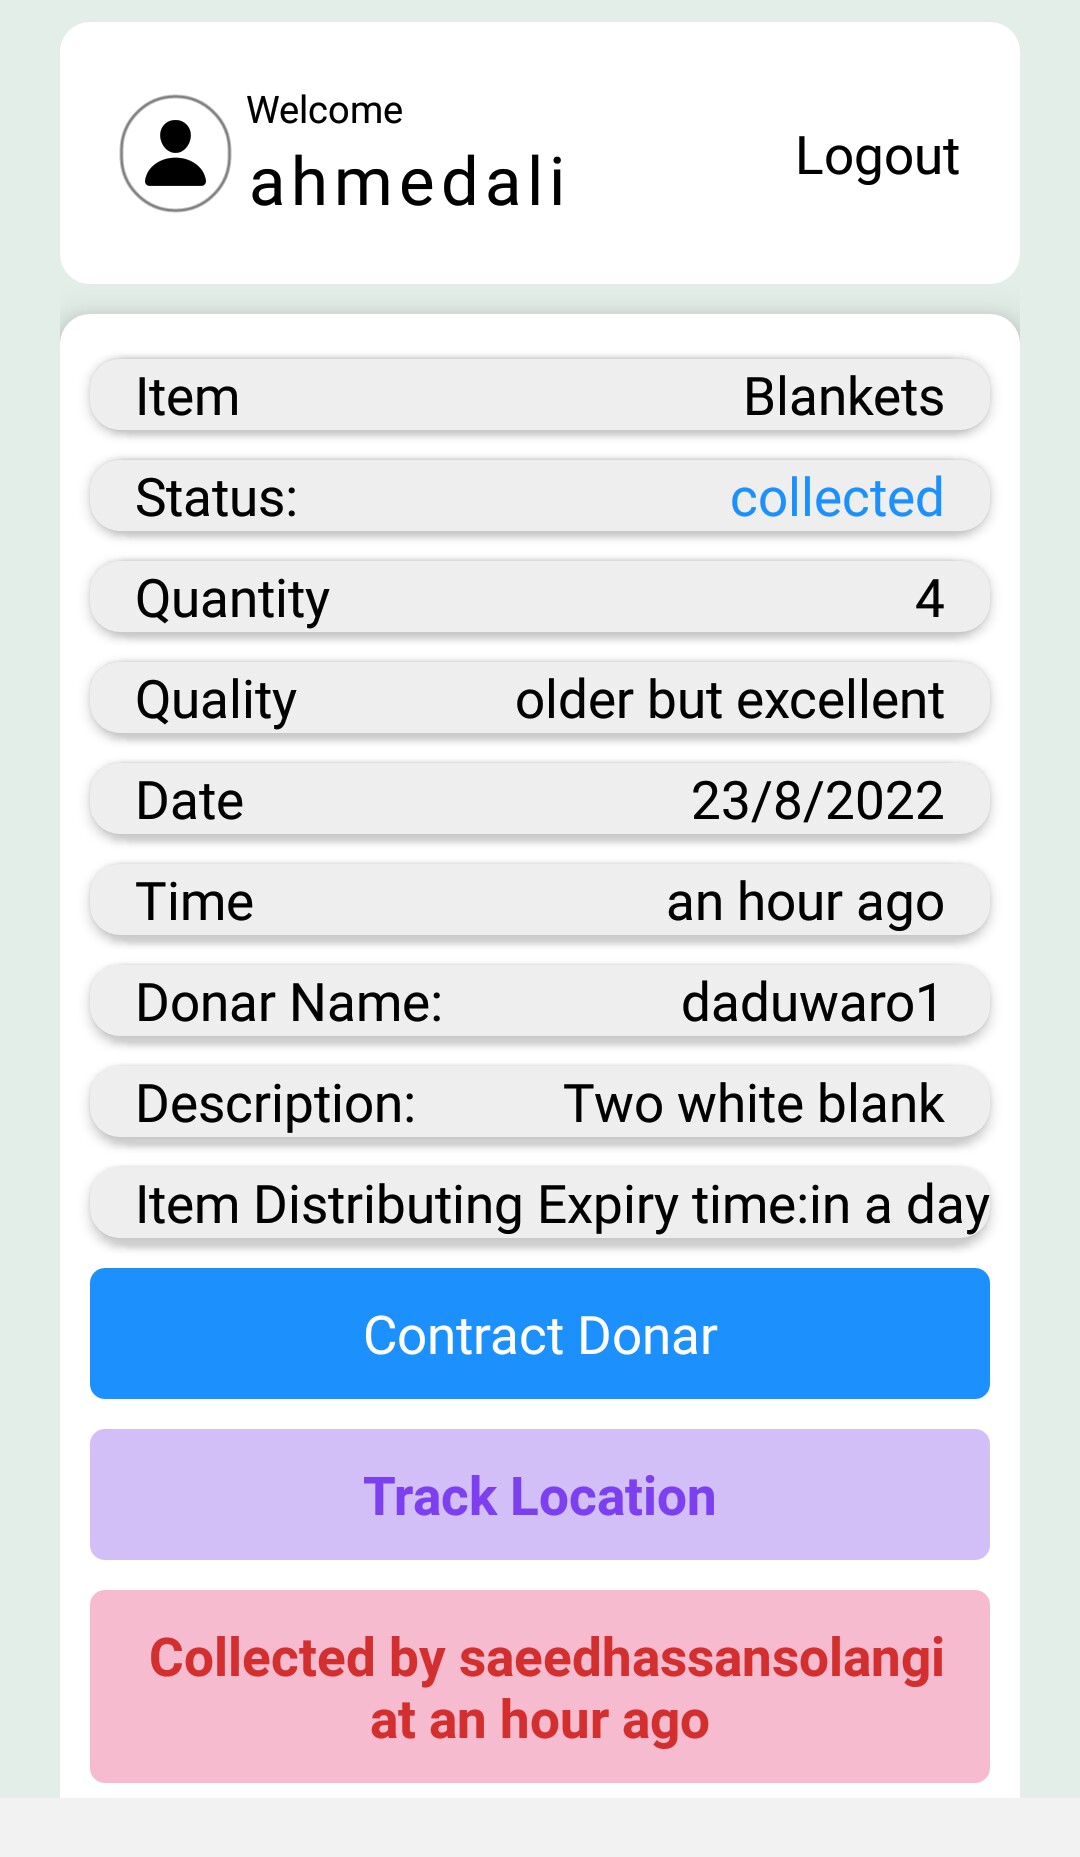 Welcome
ahmedali
Logout
Item Blankets
Status: collected
Quantity 4
Quality older but excellent
Date 23/8/2022
Time an hour ago
Donar Name: daduwaro1
Description: Two white blank
Item Distributing Expiry time:in a day
Contract Donar
Track Location
Collected by saeedhassansolangi
at an hour ago